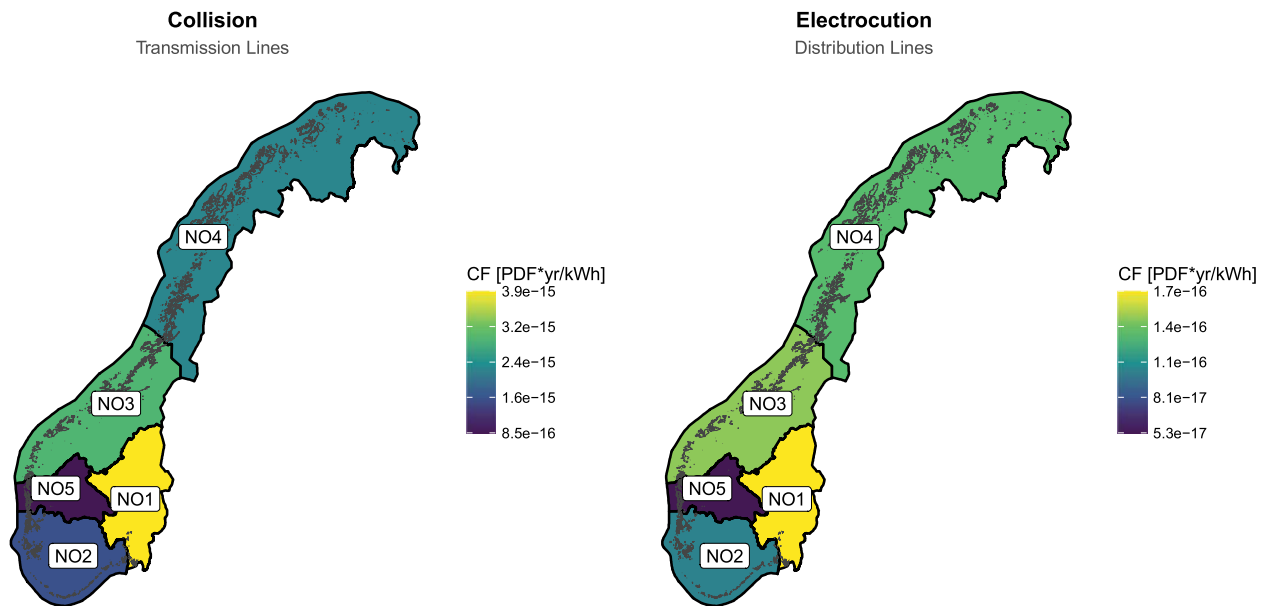 Collision
Transmission Lines
NO4
NO3
NO5
NO1
NO2
CF [PDF*yr/kWh]
3.9e−15
3.2e−15
2.4e−15
1.6e−15
8.5e−16
Electrocution
Distribution Lines
NO4
NO3
NO5
NO1
NO2
CF [PDF*yr/kWh]
1.7e−16
1.4e−16
1.1e−16
8.1e−17
5.3e−17